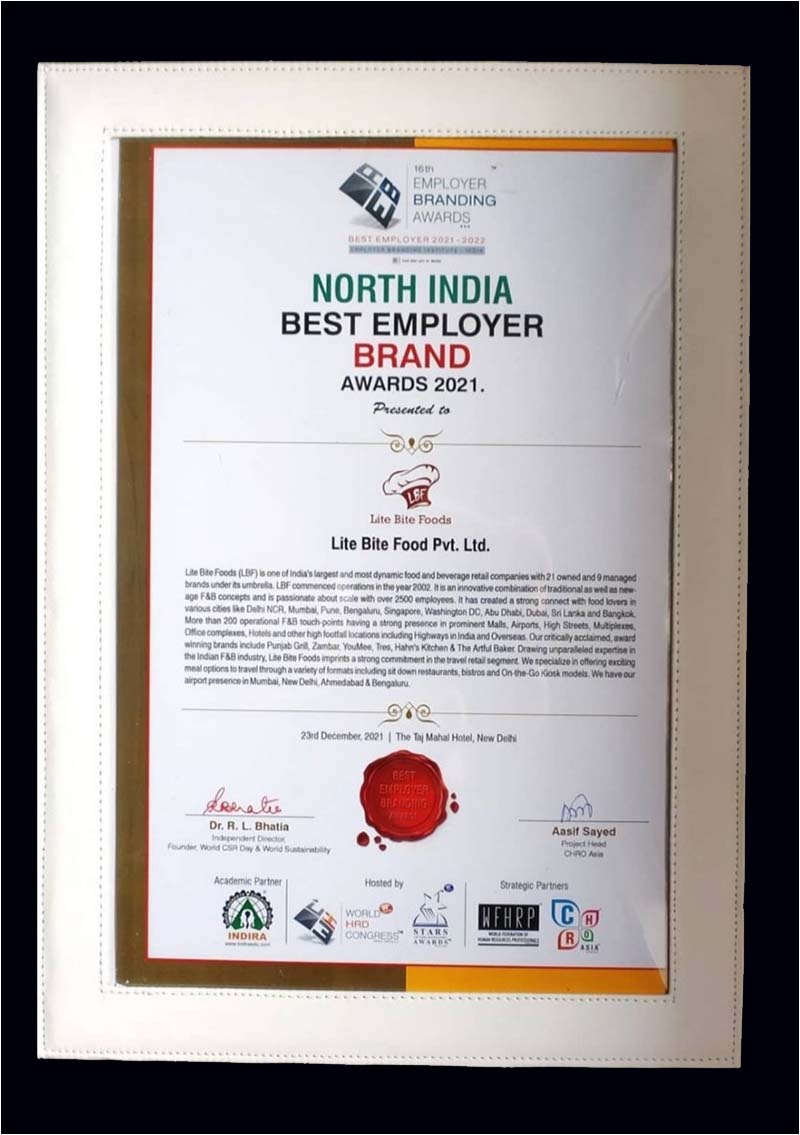 16th
EMPLOYER
BRANDING
AWARDS
BEST EMPLOYER 2021 - 2022
EMPLOYER BRANDING INSTITUTE - INDIA
NORTH INDIA
BEST EMPLOYER
BRAND
AWARDS 2021.
Presented to
LBF
Lite Bite Foods
Lite Bite Food Pvt. Ltd.
Lite Bite Foods (LBF) is one of India's largest and most dynamic food and beverage retail companies with 21 owned and 9 managed
brands under its umbrella. LBF commenced operations in the year 2002. It is an innovative combination of traditional as well as new-
age F&B concepts and is passionate about scale with over 2500 employees. It has created a strong connect with food lovers in
various cities like Delhi NCR, Mumbai, Pune, Bengaluru, Singapore, Washington DC, Abu Dhabi, Dubai, Sri Lanka and Bangkok.
More than 200 operational F&B touch-points having a strong presence in prominent Malls, Airports, High Streets, Multiplexes,
Office complexes, Hotels and other high footfall locations including Highways in India and Overseas. Our critically acclaimed, award
winning brands include Punjab Grill, Zambar, YouMee, Tres, Hahn's Kitchen & The Artful Baker. Drawing unparalleled expertise in
the Indian F&B industry, Lite Bite Foods imprints a strong commitment in the travel retail segment. We specialize in offering exciting
meal options to travel through a variety of formats including sit down restaurants, bistros and On-the-Go Kiosk models. We have our
airport presence in Mumbai, New Delhi, Ahmedabad & Bengaluru.
23rd December, 2021 | The Taj Mahal Hotel, New Delhi
BEST
EMPLOYER
BRANDING
AWARDS
Dr. R. L. Bhatia
Independent Director,
Founder, World CSR Day & World Sustainability
Aasif Sayed
Project Head
CHRO Asia
Academic Partner
Hosted by
Strategic Partners
INDIRA
www.indiraedu.com
WORLD
HRD
CONGRESS
STARS
AWARDS
WFHRP
WORLD FEDERATION OF
HUMAN RESOURCES PROFESSIONALS
C H
R O
ASIA